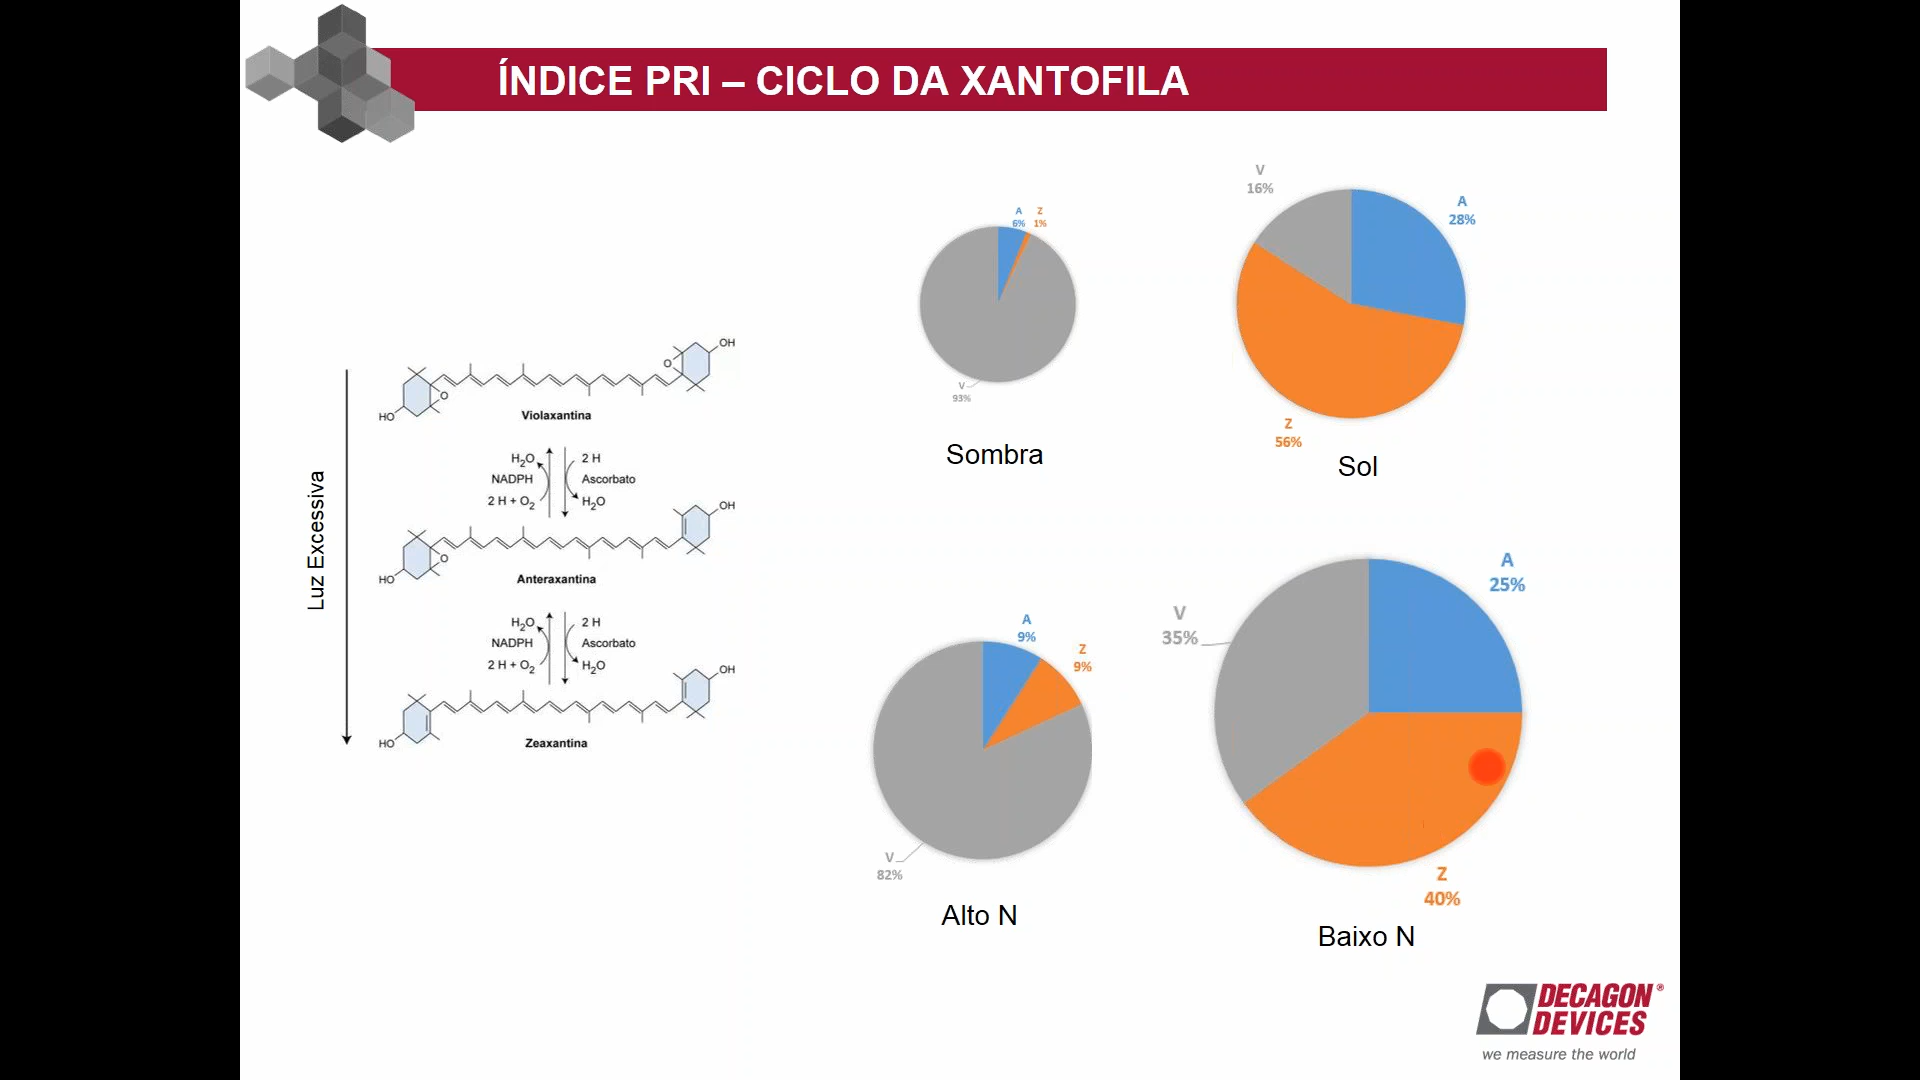 ÍNDICE PRI – CICLO DA XANTOFILA
Luz Excessiva
OH
O
O
HO
Violaxantina
H2O
NADPH
2 H + O2
2 H
Ascorbato
H2O
OH
O
HO
Anteraxantina
H2O
NADPH
2 H + O2
2 H
Ascorbato
H2O
OH
HO
Zeaxantina
A
6%
Z
1%
V
93%
Sombra
V
16%
A
28%
Z
56%
Sol
A
9%
Z
9%
V
82%
Alto N
A
25%
V
35%
Z
40%
Baixo N
DECAGON®
DEVICES
we measure the world